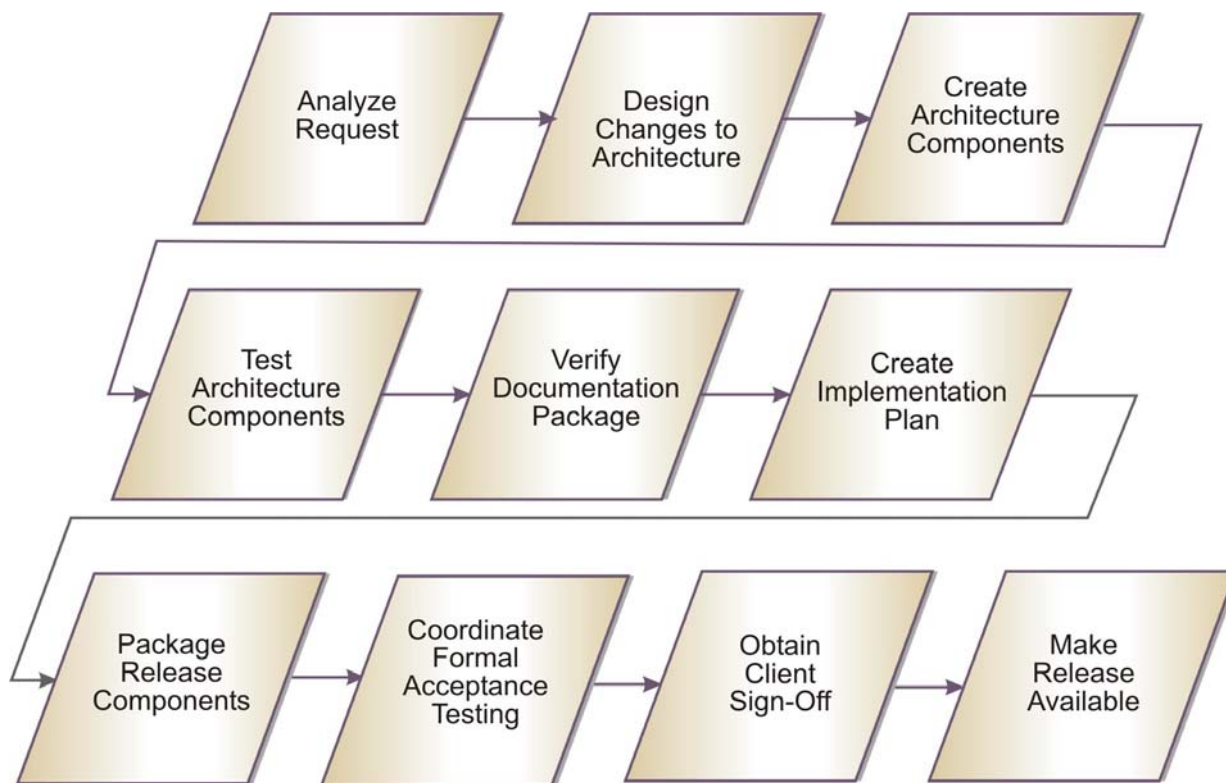 Analyze
Request
Design
Changes to
Architecture
Create
Architecture
Components
Test
Architecture
Components
Verify
Documentation
Package
Create
Implementation
Plan
Package
Release
Components
Coordinate
Formal
Acceptance
Testing
Obtain
Client
Sign-Off
Make
Release
Available